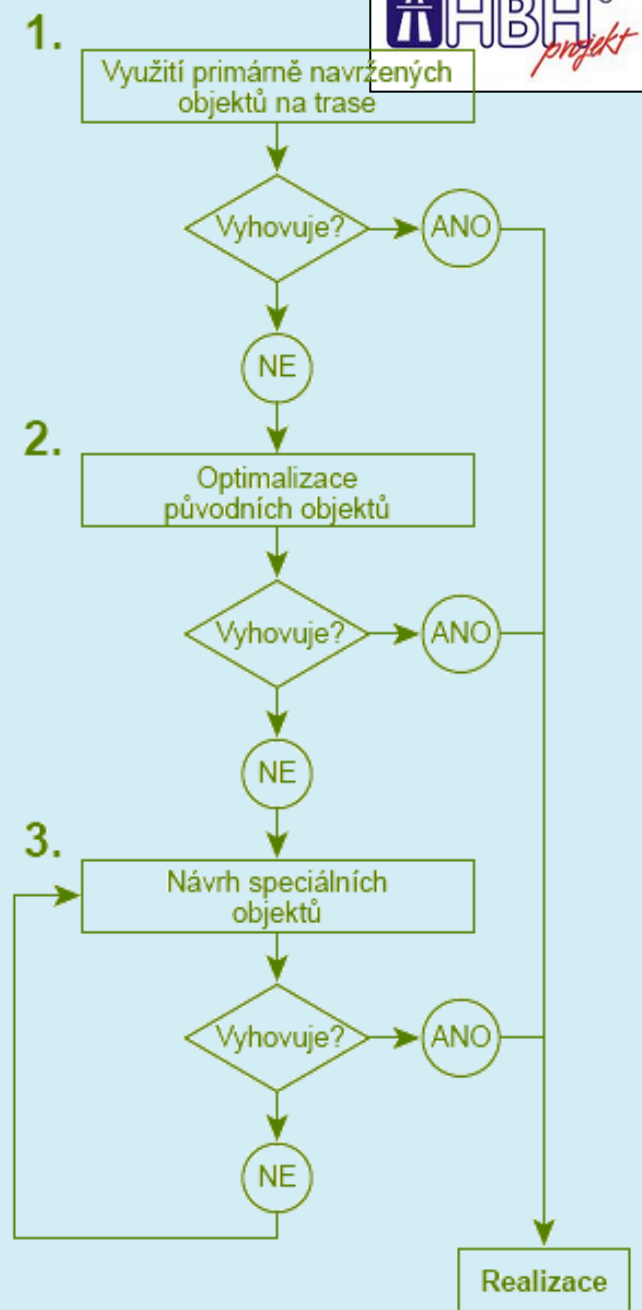 HBH
projekt
1.
Využití primárně navržených
objektů na trase
Vyhovuje?
ANO
NE
2.
Optimalizace
původních objektů
Vyhovuje?
ANO
NE
3.
Návrh speciálních
objektů
Vyhovuje?
ANO
NE
Realizace